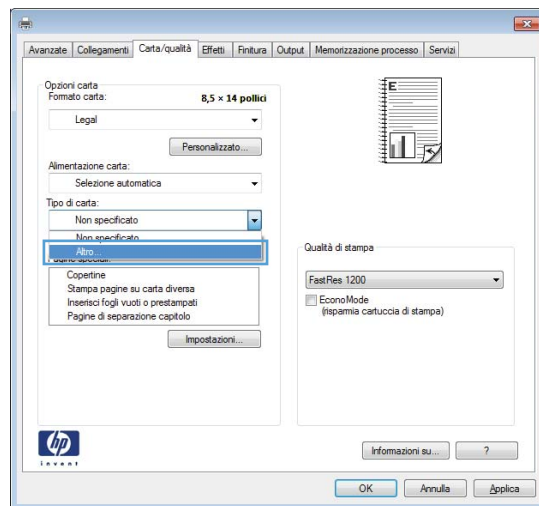 Avanzate Collegamenti Carta/qualità Effetti Finitura Output Memorizzazione processo Servizi
Opzioni carta
Formato carta: 8,5 × 14 pollici
Legal
Personalizzato...
Alimentazione carta:
Selezione automatica
Tipo di carta:
Non specificato
Non specificato
Altro...
Pagine speciali:
Copertine
Stampa pagine su carta diversa
Inserisci fogli vuoti o prestampati
Pagine di separazione capitolo
Impostazioni...
E
Qualità di stampa
FastRes 1200
EconoMode
(risparmia cartuccia di stampa)
hp
invent
Informazioni su... ?
OK Annulla Applica